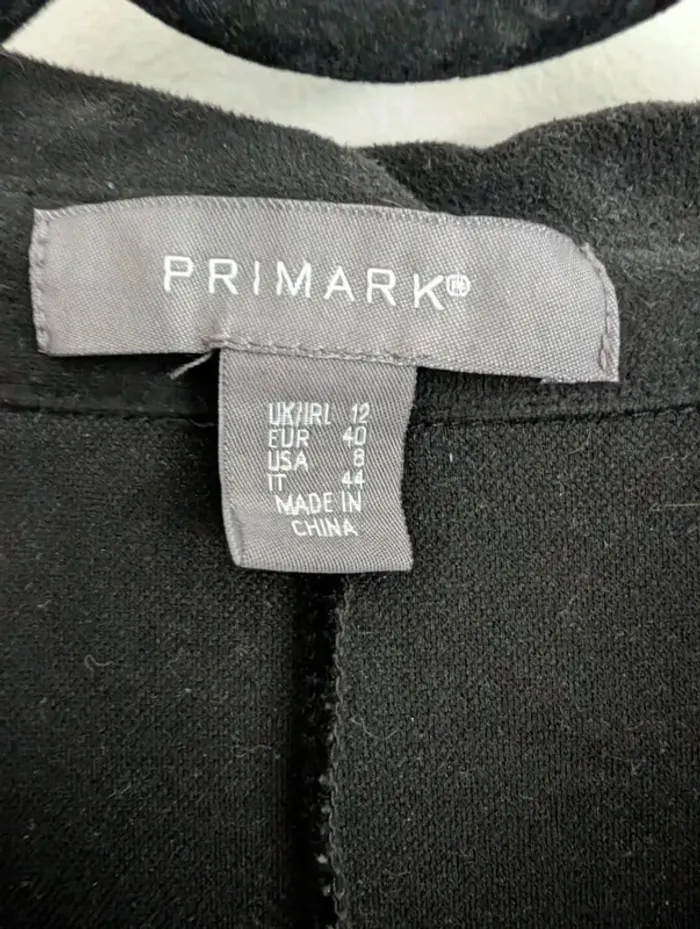 PRIMARK®
UK/IRL 12
EUR 40
USA 8
IT 44
MADE IN
CHINA